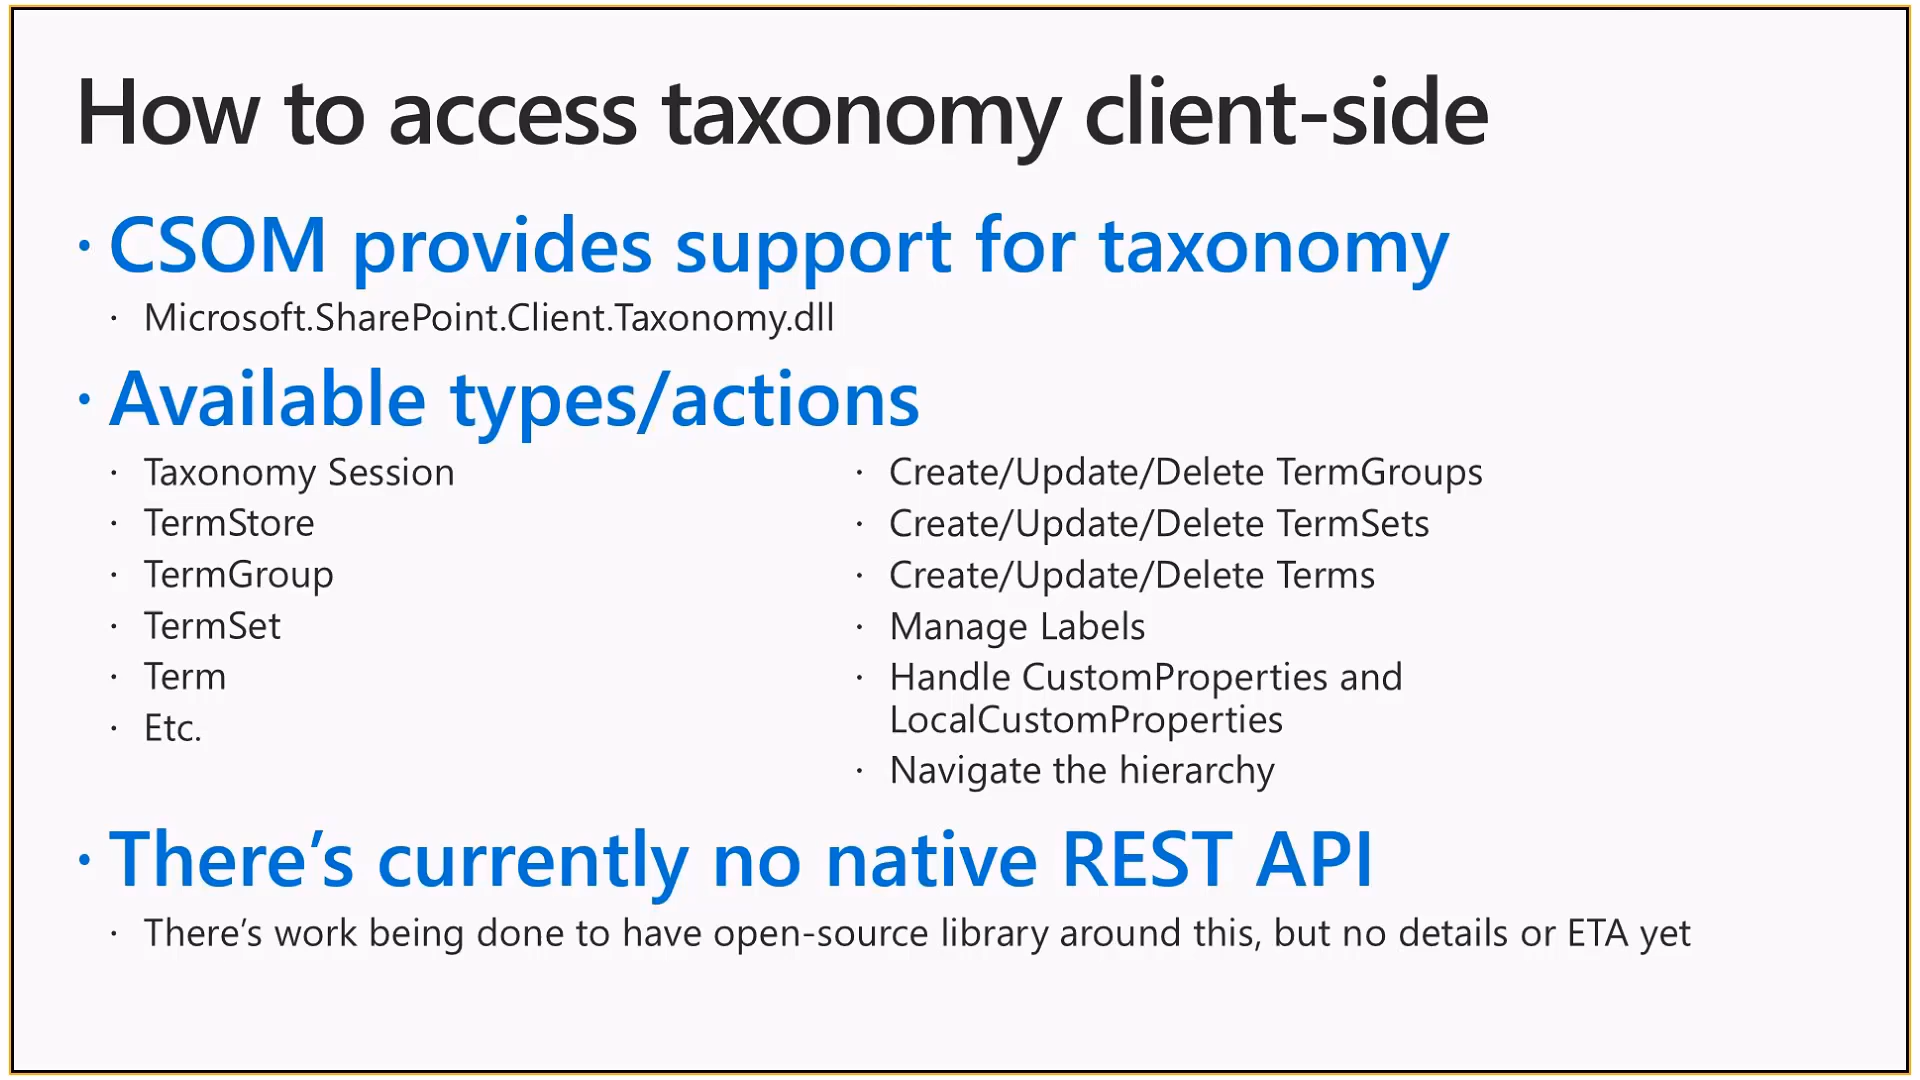 How to access taxonomy client-side
· CSOM provides support for taxonomy
· Microsoft.SharePoint.Client.Taxonomy.dll
· Available types/actions
· Taxonomy Session
· TermStore
· TermGroup
· TermSet
· Term
· Etc.
· Create/Update/Delete TermGroups
· Create/Update/Delete TermSets
· Create/Update/Delete Terms
· Manage Labels
· Handle CustomProperties and
LocalCustomProperties
· Navigate the hierarchy
· There’s currently no native REST API
· There’s work being done to have open-source library around this, but no details or ETA yet